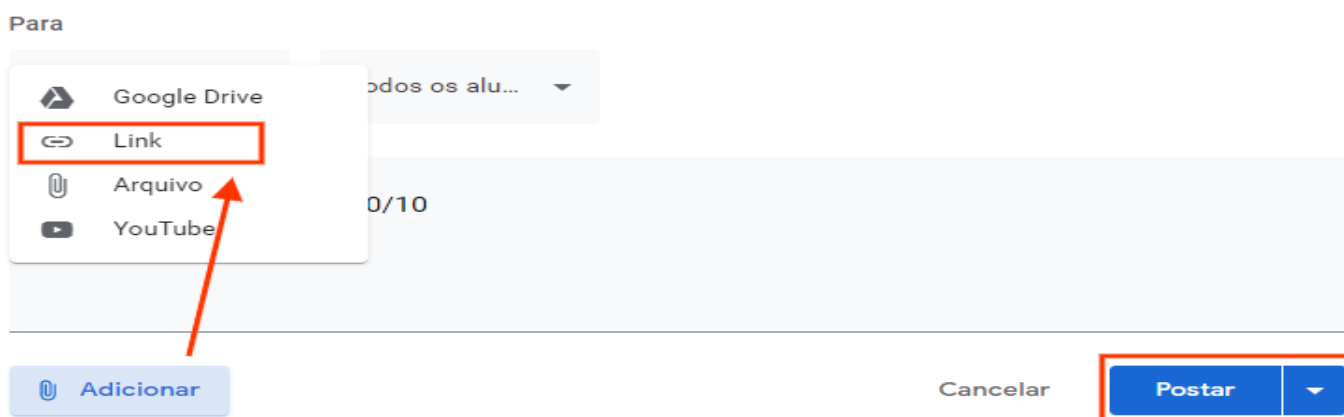 Para
Google Drive
odos os alu...
Link
Arquivo
0/10
YouTube
Adicionar
Cancelar
Postar